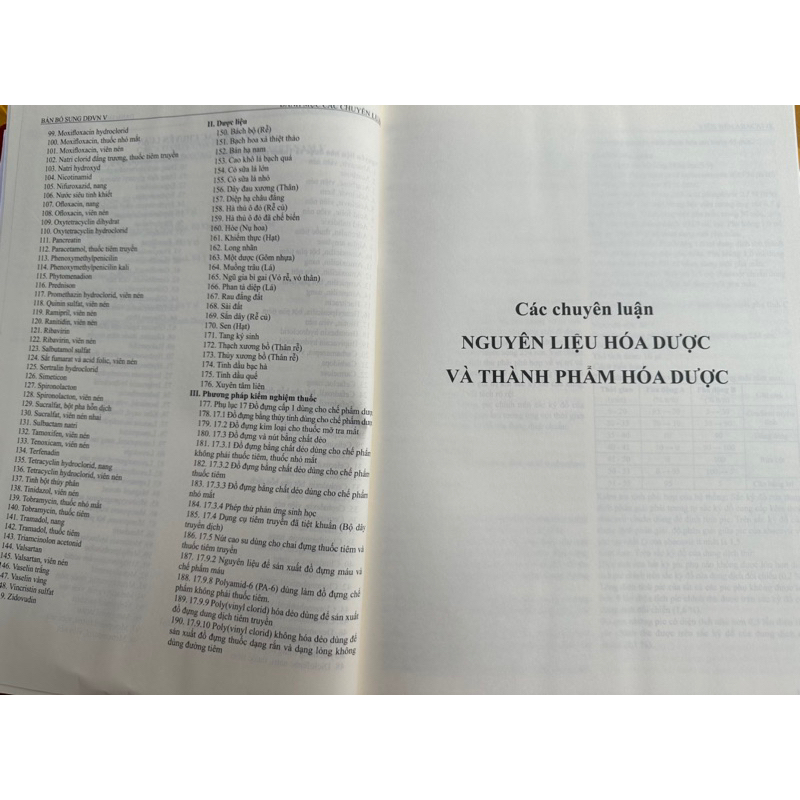 BẢN BỔ SUNG DĐVN V
DANH MỤC CÁC CHUYÊN LUẬN
99. Moxifloxacin hydroclorid
100. Moxifloxacin, thuốc nhỏ mắt
101. Moxifloxacin, viên nén
102. Natri clorid đẳng trương, thuốc tiêm truyền
103. Natri hydroxyd
104. Nicotinamid
105. Nifuroxazid, nang
106. Nước siêu tinh khiết
107. Ofloxacin, nang
108. Ofloxacin, viên nén
109. Oxytetracyclin dihydrat
110. Oxytetracyclin hydroclorid
111. Pancreatin
112. Paracetamol, thuốc tiêm truyền
113. Phenoxymethylpenicilin
114. Phenoxymethylpenicilin kali
115. Phytomenadion
116. Prednison
117. Promethazin hydroclorid, viên nén
118. Quinin sulfat, viên nén
119. Ramipril, viên nén
120. Ranitidin, viên nén
121. Ribavirin
122. Ribavirin, viên nén
123. Salbutamol sulfat
124. Sắt fumarat và acid folic, viên nén
125. Sertralin hydroclorid
126. Simeticon
127. Spironolacton
128. Spironolacton, viên nén
129. Sucralfat, bột pha hỗn dịch
130. Sucralfat, viên nén nhai
131. Sulbactam natri
132. Tamoxifen, viên nén
133. Tenoxicam, viên nén
134. Terfenadin
135. Tetracyclin hydroclorid, nang
136. Tetracyclin hydroclorid, viên nén
137. Tinh bột thủy phân
138. Tinidazol, viên nén
139. Tobramycin, thuốc nhỏ mắt
140. Tobramycin, thuốc tiêm
141. Tramadol, nang
142. Tramadol, thuốc tiêm
143. Triamcinolon acetonid
144. Valsartan
145. Valsartan, viên nén
46. Vaselin trắng
47. Vaselin vàng
48. Vincristin sulfat
9. Zidovudin
II. Dược liệu
150. Bách bộ (Rễ)
151. Bạch hoa xà thiệt thảo
152. Bán hạ nam
153. Cao khô lá bạch quả
154. Cỏ sữa lá lớn
155. Cỏ sữa lá nhỏ
156. Dây đau xương (Thân)
157. Diệp hạ châu đắng
158. Hà thủ ô đỏ (Rễ củ)
159. Hà thủ ô đỏ đã chế biến
160. Hòe (Nụ hoa)
161. Khiếm thực (Hạt)
162. Long nhãn
163. Một dược (Gôm nhựa)
164. Muồng trâu (Lá)
165. Ngũ gia bì gai (Vỏ rễ, vỏ thân)
166. Phan tả diệp (Lá)
167. Rau đắng đất
168. Sài đất
169. Sắn dây (Rễ củ)
170. Sen (Hạt)
171. Tang ký sinh
172. Thạch xương bồ (Thân rễ)
173. Thủy xương bồ (Thân rễ)
174. Tinh dầu bạc hà
175. Tinh dầu quế
176. Xuyên tâm liên
III. Phương pháp kiểm nghiệm thuốc
177. Phụ lục 17 Đồ đựng cấp 1 dùng cho chế phẩm dược
178. 17.1 Đồ đựng bằng thủy tinh dùng cho chế phẩm dược
179. 17.2 Đồ đựng kim loại cho thuốc mỡ tra mắt
180. 17.3 Đồ đựng và nút bằng chất dẻo
181. 17.3.1 Đồ đựng bằng chất dẻo dùng cho chế phẩm
không phải thuốc tiêm, thuốc nhỏ mắt
182. 17.3.2 Đồ đựng bằng chất dẻo dùng cho chế phẩm
thuốc tiêm
183. 17.3.3 Đồ đựng bằng chất dẻo dùng cho chế phẩm
nhỏ mắt
184. 17.3.4 Phép thử phản ứng sinh học
185. 17.4 Dụng cụ tiêm truyền đã tiệt khuẩn (Bộ dây
truyền dịch)
186. 17.5 Nút cao su dùng cho chai đựng thuốc tiêm và
thuốc tiêm truyền
187. 17.9.2 Nguyên liệu để sản xuất đồ đựng máu và
chế phẩm máu
188. 17.9.8 Polyamid-6 (PA-6) dùng làm đồ đựng chế
phẩm không phải thuốc tiêm.
189. 17.9.9 Poly(vinyl clorid) hóa dẻo dùng để sản xuất
đồ đựng dung dịch tiêm truyền
190. 17.9.10 Poly(vinyl clorid) không hóa dẻo dùng để
sản xuất đồ đựng thuốc dạng rắn và dạng lỏng không
dùng đường tiêm
Các chuyên luận
NGUYÊN LIỆU HÓA DƯỢC
VÀ THÀNH PHẨM HÓA DƯỢC